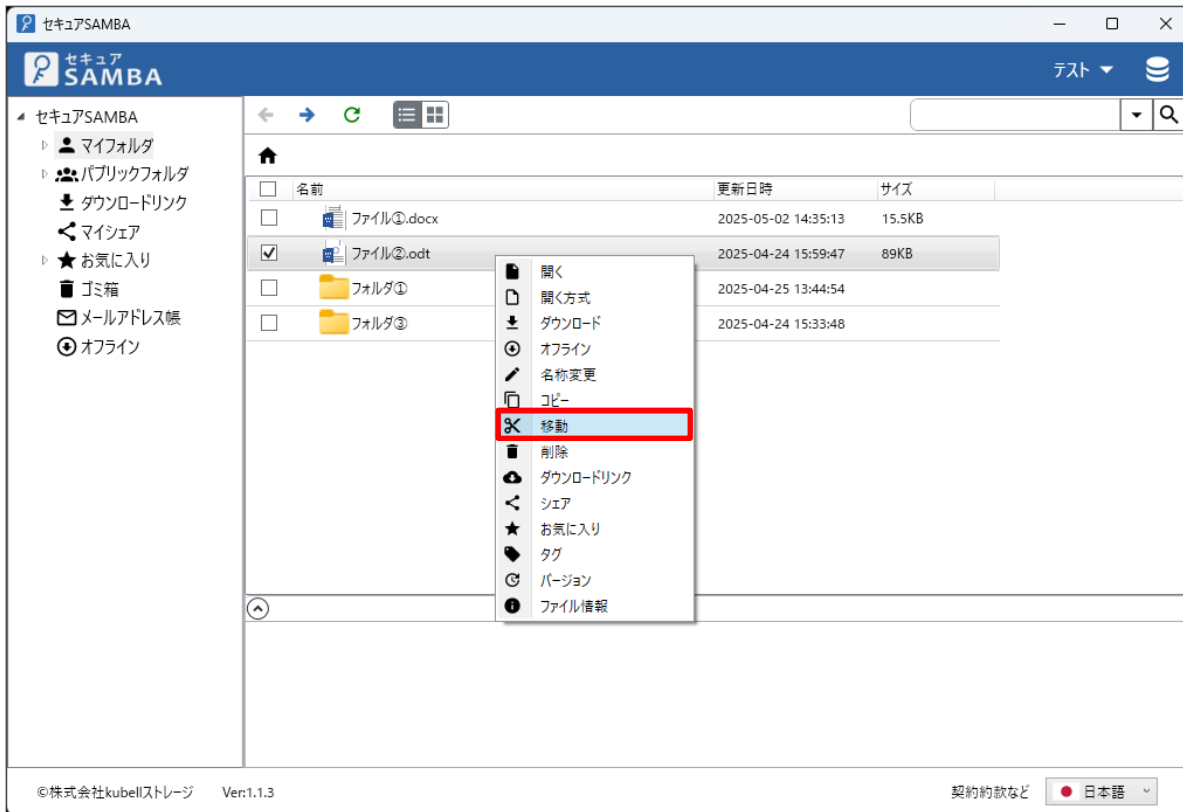 セキュアSAMBA
セキュア
SAMBA
テスト
セキュアSAMBA
マイフォルダ
パブリックフォルダ
ダウンロードリンク
マイシェア
お気に入り
ゴミ箱
メールアドレス帳
オフライン
名前 更新日時 サイズ
ファイル①.docx 2025-05-02 14:35:13 15.5KB
ファイル②.odt 2025-04-24 15:59:47 89KB
フォルダ① 2025-04-25 13:44:54
フォルダ③ 2025-04-24 15:33:48
開く
開く方式
ダウンロード
オフライン
名称変更
コピー
移動
削除
ダウンロードリンク
シェア
お気に入り
タグ
バージョン
ファイル情報
©株式会社kubellストレージ Ver:1.1.3 契約約款など 日本語